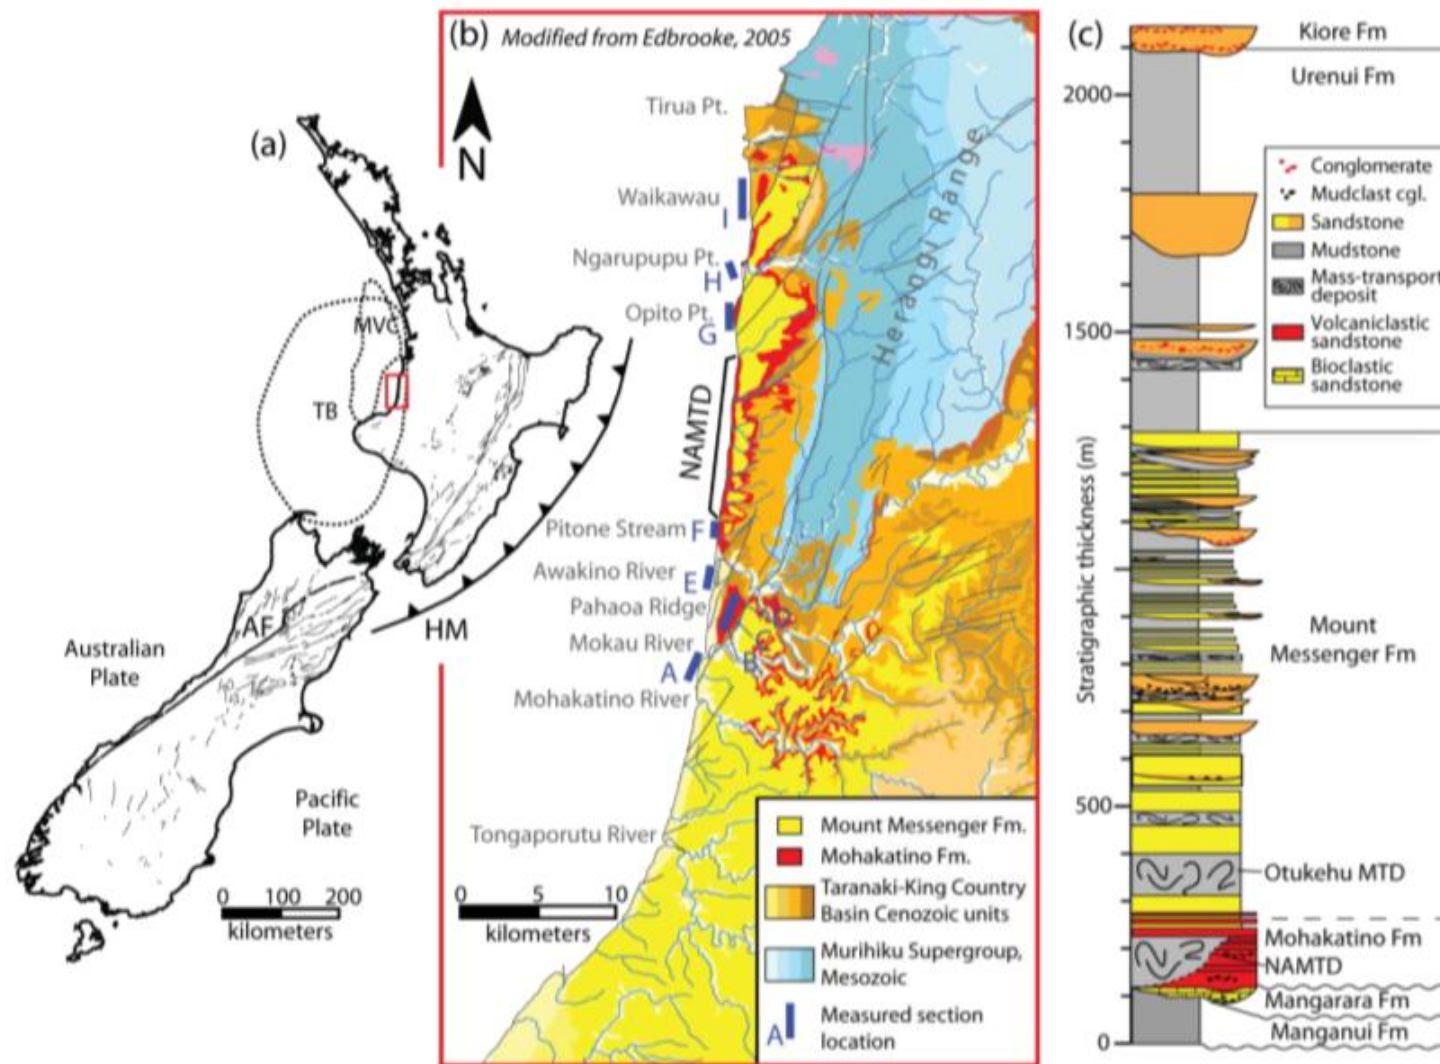 (a)
MVC
TB
AF
HM
Australian
Plate
Pacific
Plate
0 100 200
kilometers
(b) Modified from Edbrooke, 2005
N
Tirua Pt.
Waikawau
I
Ngarupupu Pt.
H
Opito Pt.
G
NAMTD
Herangi Range
Pitone Stream F
Awakino River
E
Pahaoa Ridge
D
C
Mokau River
B
A
Mohakatino River
Tongaporutu River
0 5 10
kilometers
Mount Messenger Fm.
Mohakatino Fm.
Taranaki-King Country
Basin Cenozoic units
Murihiku Supergroup,
Mesozoic
A Measured section
location
(c)
Kiore Fm
Urenui Fm
2000
Conglomerate
Mudclast cgl.
Sandstone
Mudstone
Mass-transport
deposit
Volcaniclastic
sandstone
Bioclastic
sandstone
1500
Stratigraphic thickness (m)
Mount
Messenger Fm
500
Otukehu MTD
Mohakatino Fm
NAMTD
Mangarara Fm
Manganui Fm
0